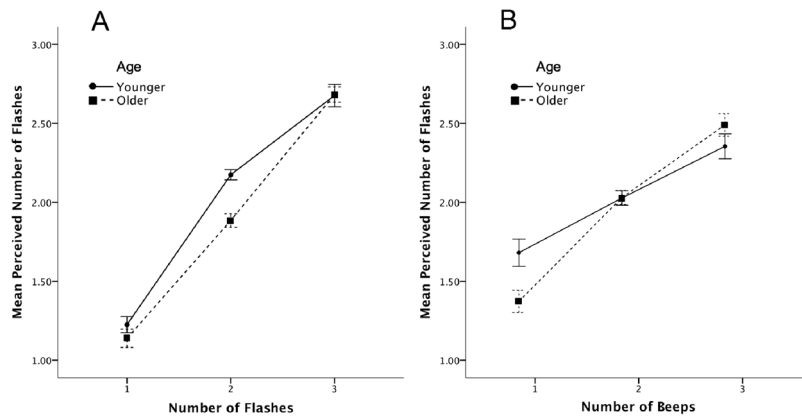 A
3.00
Age
Younger
Older
2.50
2.00
1.50
1.00
1 2 3
Mean Perceived Number of Flashes
Number of Flashes
B
3.00
Age
Younger
Older
2.50
2.00
1.50
1.00
1 2 3
Mean Perceived Number of Flashes
Number of Beeps